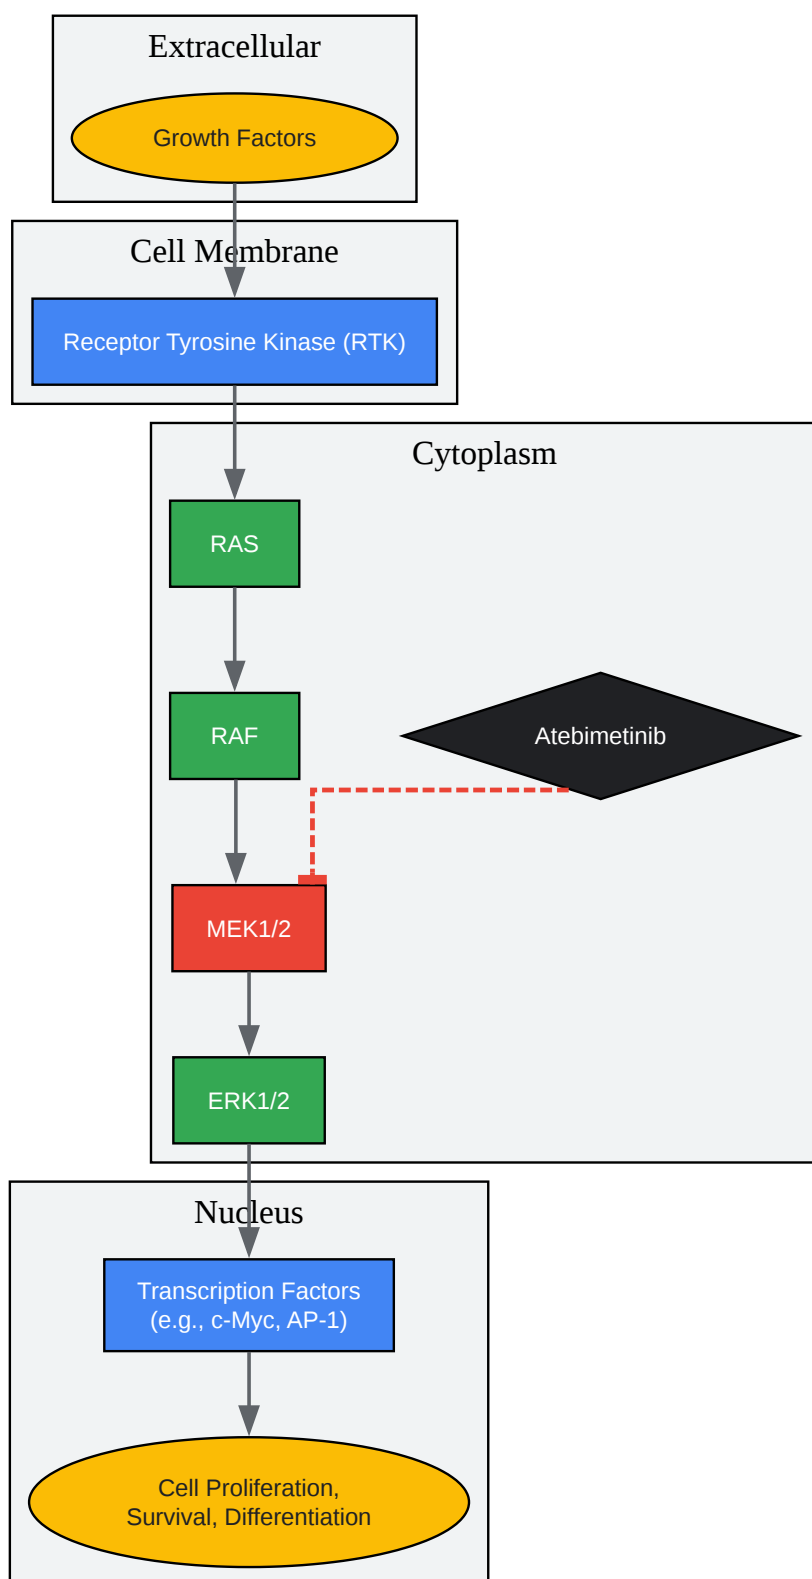 Extracellular
Growth Factors
Cell Membrane
Receptor Tyrosine Kinase (RTK)
Cytoplasm
RAS
RAF
Atebimetinib
MEK1/2
ERK1/2
Nucleus
Transcription Factors
(e.g., c-Myc, AP-1)
Cell Proliferation,
Survival, Differentiation